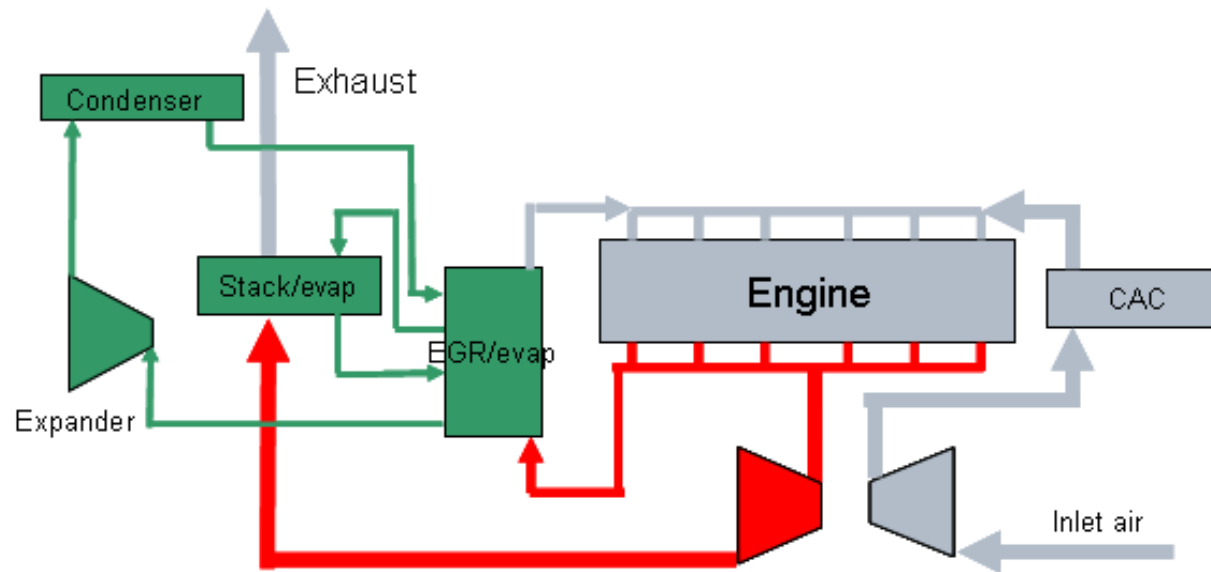 Exhaust
Condenser
Stack/evap
Engine
CAC
EGR/evap
Expander
Inlet air